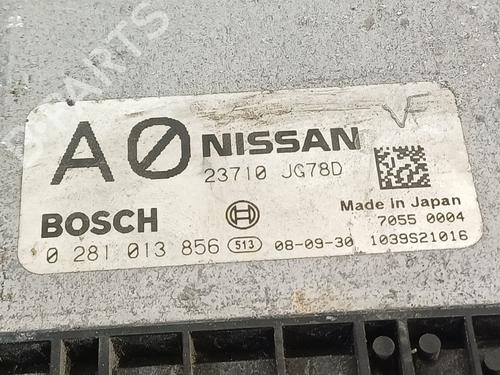 A0 NISSAN VF
23710 JG78D
BOSCH Made in Japan
7055 0004
0 281 013 856 513 08-09-30 1039S21016